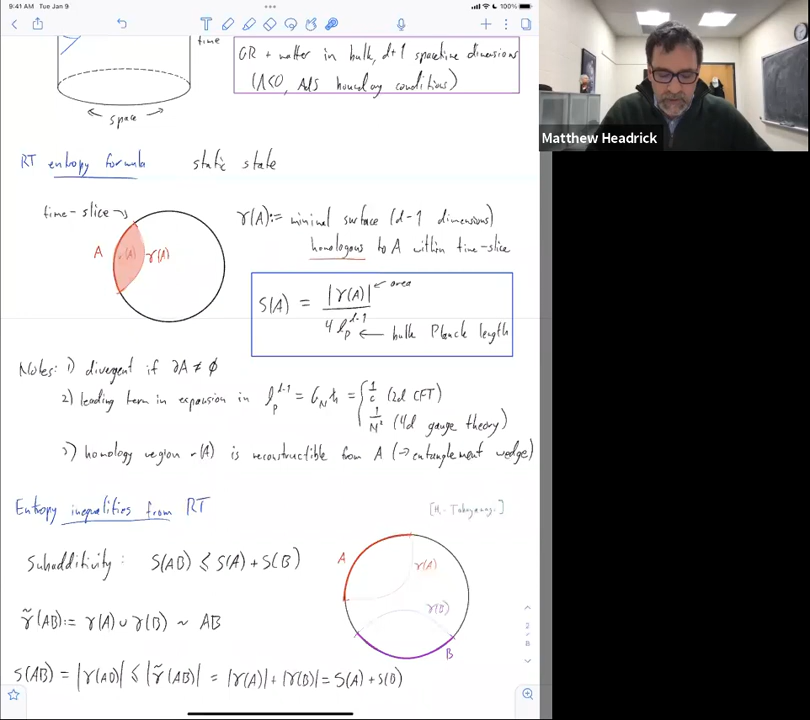 9:41 AM Tue Jan 9
100%
time
GR + matter in bulk, d+1 spacetime dimensions
(Λ<0, AdS boundary conditions)
space
RT entropy formula static state
time-slice
γ(A):= minimal surface (d-1 dimensions)
homologous to A within time-slice
A r(A) γ(A)
S(A) = |γ(A)| / 4 l_P^{d-1}
← area
← bulk Planck length
Notes: 1) divergent if ∂A ≠ ∅
2) leading term in expansion in l_P^{d-1} = G_N ħ = { 1/c (2d CFT)
1/N² (4d gauge theory)
3) homology region r(A) is reconstructible from A (→ entanglement wedge)
Entropy inequalities from RT
[H-Takayanagi]
Subadditivity: S(AB) ≤ S(A) + S(B)
A
γ(A)
γ(B)
B
γ̃(AB):= γ(A) ∪ γ(B) ~ AB
S(AB) = |γ(AB)| ≤ |γ̃(AB)| = |γ(A)| + |γ(B)| = S(A) + S(B)
2
8
Matthew Headrick